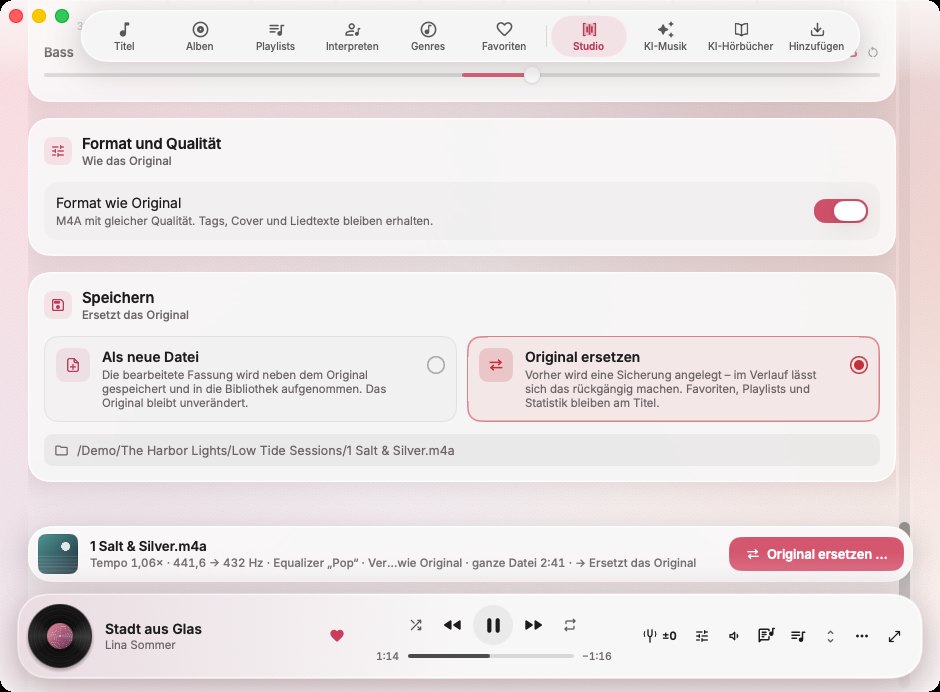 Titel
Alben
Playlists
Interpreten
Genres
Favoriten
Studio
KI-Musik
KI-Hörbücher
Hinzufügen
Bass
Format und Qualität
Wie das Original
Format wie Original
M4A mit gleicher Qualität. Tags, Cover und Liedtexte bleiben erhalten.
Speichern
Ersetzt das Original
Als neue Datei
Die bearbeitete Fassung wird neben dem Original
gespeichert und in die Bibliothek aufgenommen. Das
Original bleibt unverändert.
Original ersetzen
Vorher wird eine Sicherung angelegt – im Verlauf lässt
sich das rückgängig machen. Favoriten, Playlists und
Statistik bleiben am Titel.
/Demo/The Harbor Lights/Low Tide Sessions/1 Salt & Silver.m4a
1 Salt & Silver.m4a
Tempo 1,06× · 441,6 → 432 Hz · Equalizer „Pop“ · Ver...wie Original · ganze Datei 2:41 · → Ersetzt das Original
Original ersetzen ...
Stadt aus Glas
Lina Sommer
1:14
−1:16
±0